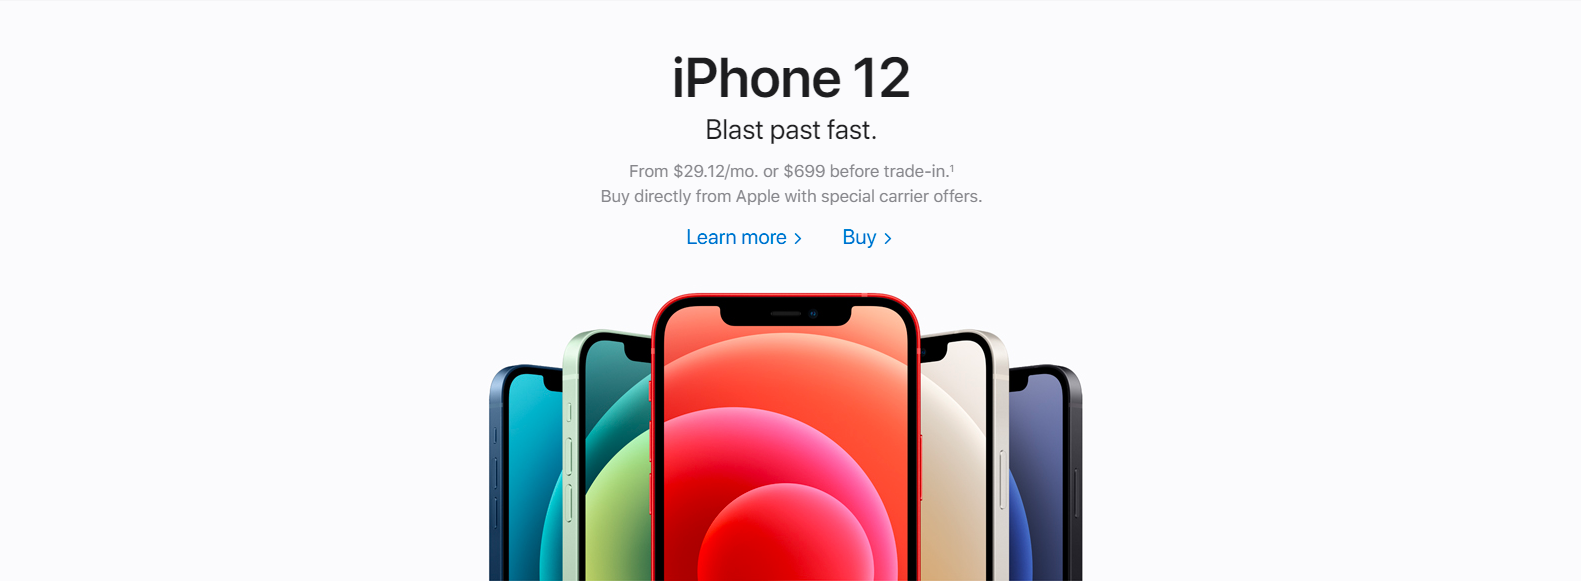 iPhone 12
Blast past fast.
From $29.12/mo. or $699 before trade-in.¹
Buy directly from Apple with special carrier offers.
Learn more >
Buy >